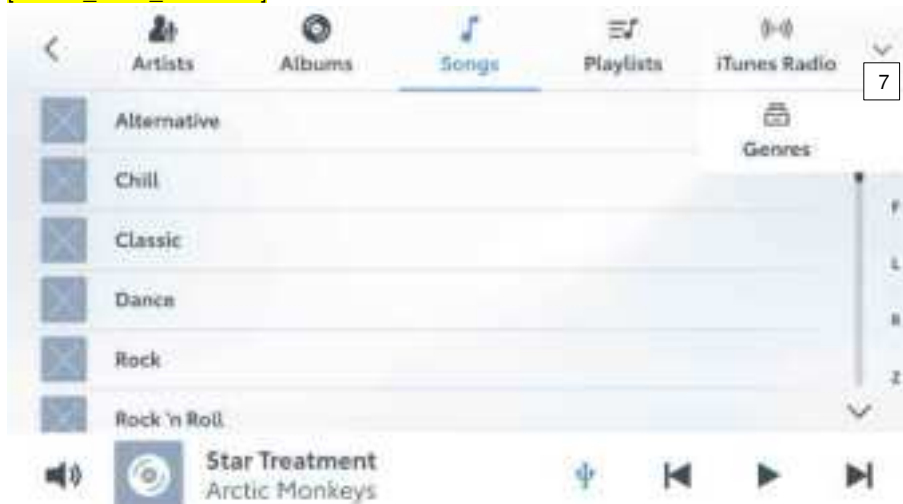 Artists Albums Songs Playlists iTunes Radio
7
Alternative
Genres
Chill
F
Classic
L
Dance
R
Rock
Z
Rock 'n Roll
Star Treatment
Arctic Monkeys